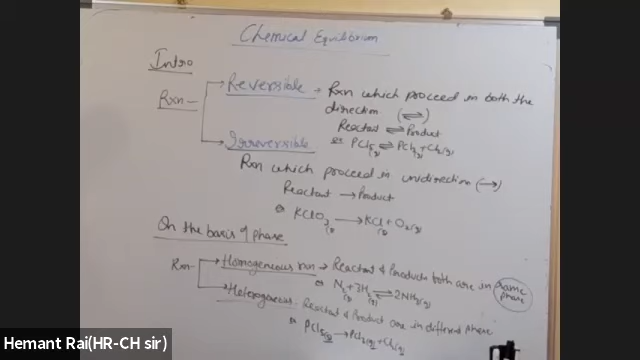 Chemical Equilibrium
Intro
Rxn
Reversible → Rxn which proceed in both the
direction (⇌)
Reactant ⇌ Product
PCl5(g) ⇌ PCl3(g) + Cl2(g)
Irreversible
Rxn which proceed in unidirection (→)
Reactant → Product
KClO3(s) → KCl(s) + O2(g)
On the basis of phase
Rxn
Homogeneous rxn → Reactant & Products both are in same phase
N2(g) + 3H2(g) ⇌ 2NH3(g)
Heterogeneous - Reactant & Product are in different phase
PCl5(s) → PCl3(g) + Cl2(g)
Hemant Rai(HR-CH sir)